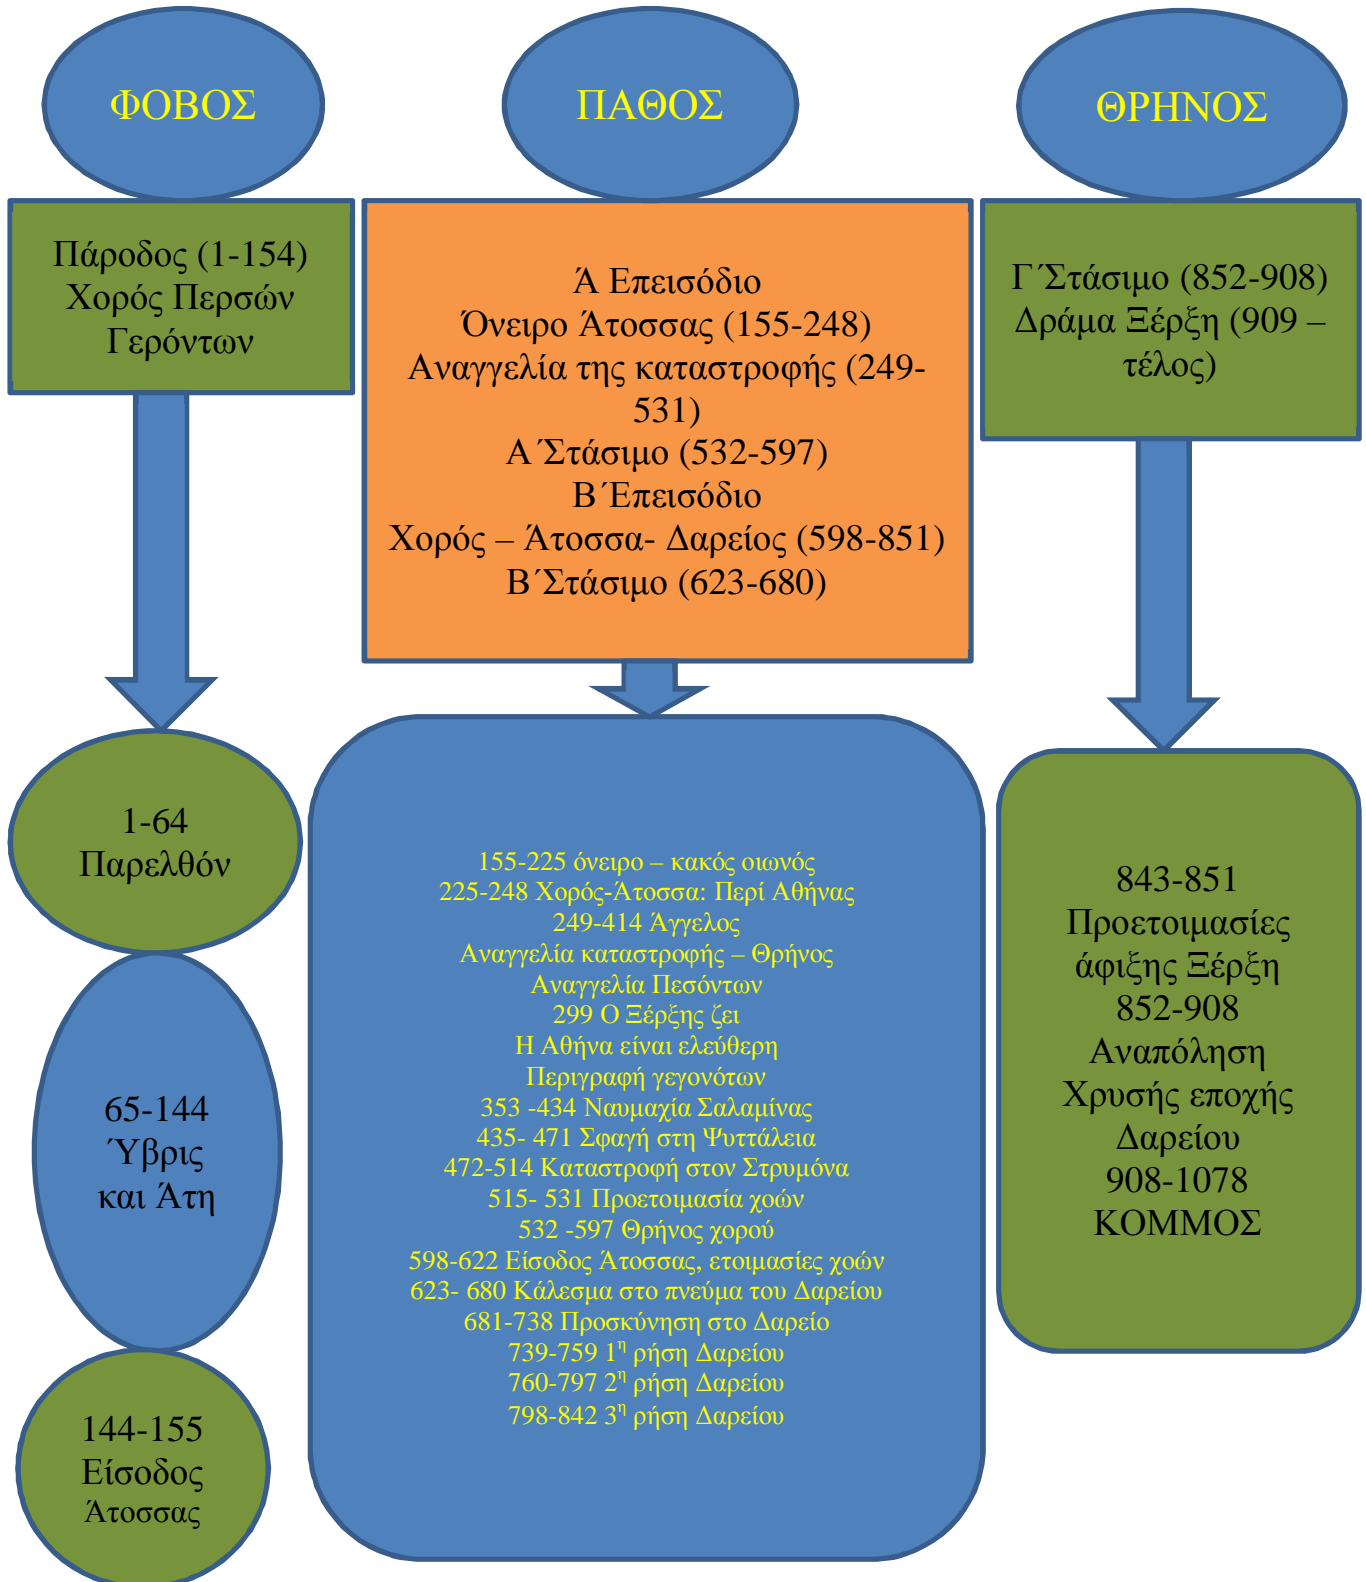 ΦΟΒΟΣ
Πάροδος (1-154)
Χορός Περσών
Γερόντων
1-64
Παρελθόν
65-144
Ύβρις
και Άτη
144-155
Είσοδος
Άτοσσας
ΠΑΘΟΣ
Ά Επεισόδιο
Όνειρο Άτοσσας (155-248)
Αναγγελία της καταστροφής (249-
531)
Α΄Στάσιμο (532-597)
Β΄Επεισόδιο
Χορός – Άτοσσα- Δαρείος (598-851)
Β΄Στάσιμο (623-680)
155-225 όνειρο – κακός οιωνός
225-248 Χορός-Άτοσσα: Περί Αθήνας
249-414 Άγγελος
Αναγγελία καταστροφής – Θρήνος
Αναγγελία Πεσόντων
299 Ο Ξέρξης ζει
Η Αθήνα είναι ελεύθερη
Περιγραφή γεγονότων
353 -434 Ναυμαχία Σαλαμίνας
435- 471 Σφαγή στη Ψυττάλεια
472-514 Καταστροφή στον Στρυμόνα
515- 531 Προετοιμασία χοών
532 -597 Θρήνος χορού
598-622 Είσοδος Άτοσσας, ετοιμασίες χοών
623- 680 Κάλεσμα στο πνεύμα του Δαρείου
681-738 Προσκύνηση στο Δαρείο
739-759 1η ρήση Δαρείου
760-797 2η ρήση Δαρείου
798-842 3η ρήση Δαρείου
ΘΡΗΝΟΣ
Γ΄Στάσιμο (852-908)
Δράμα Ξέρξη (909 –
τέλος)
843-851
Προετοιμασίες
άφιξης Ξέρξη
852-908
Αναπόληση
Χρυσής εποχής
Δαρείου
908-1078
ΚΟΜΜΟΣ